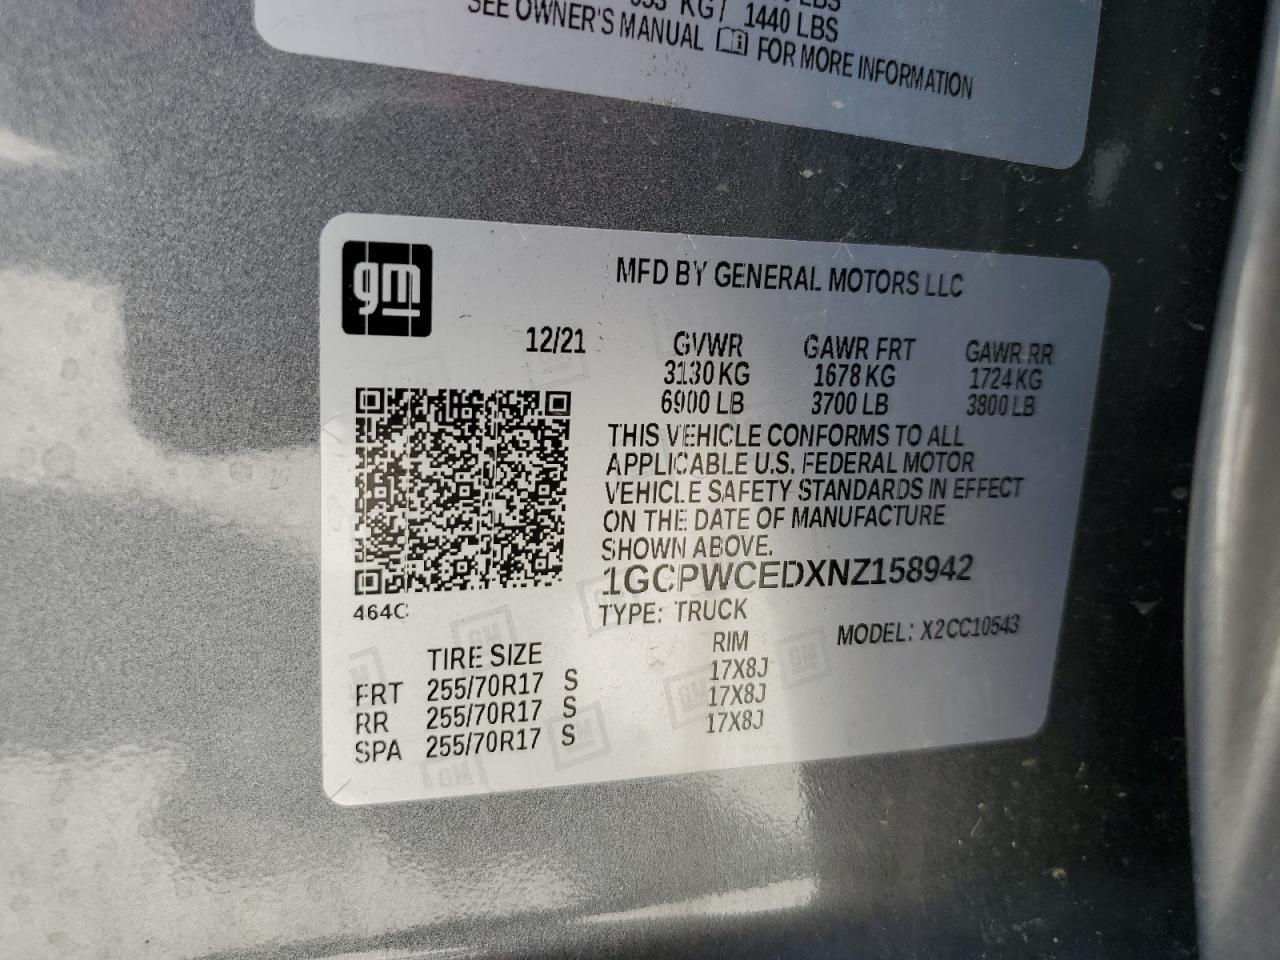 KG / 1440 LBS
SEE OWNER'S MANUAL FOR MORE INFORMATION
gm
MFD BY GENERAL MOTORS LLC
12/21 GVWR GAWR FRT GAWR RR
3130 KG 1678 KG 1724 KG
6900 LB 3700 LB 3800 LB
THIS VEHICLE CONFORMS TO ALL
APPLICABLE U.S. FEDERAL MOTOR
VEHICLE SAFETY STANDARDS IN EFFECT
ON THE DATE OF MANUFACTURE
SHOWN ABOVE.
1GCPWCEDXNZ158942
464C TYPE: TRUCK MODEL: X2CC10543
TIRE SIZE RIM
FRT 255/70R17 S 17X8J
RR 255/70R17 S 17X8J
SPA 255/70R17 S 17X8J